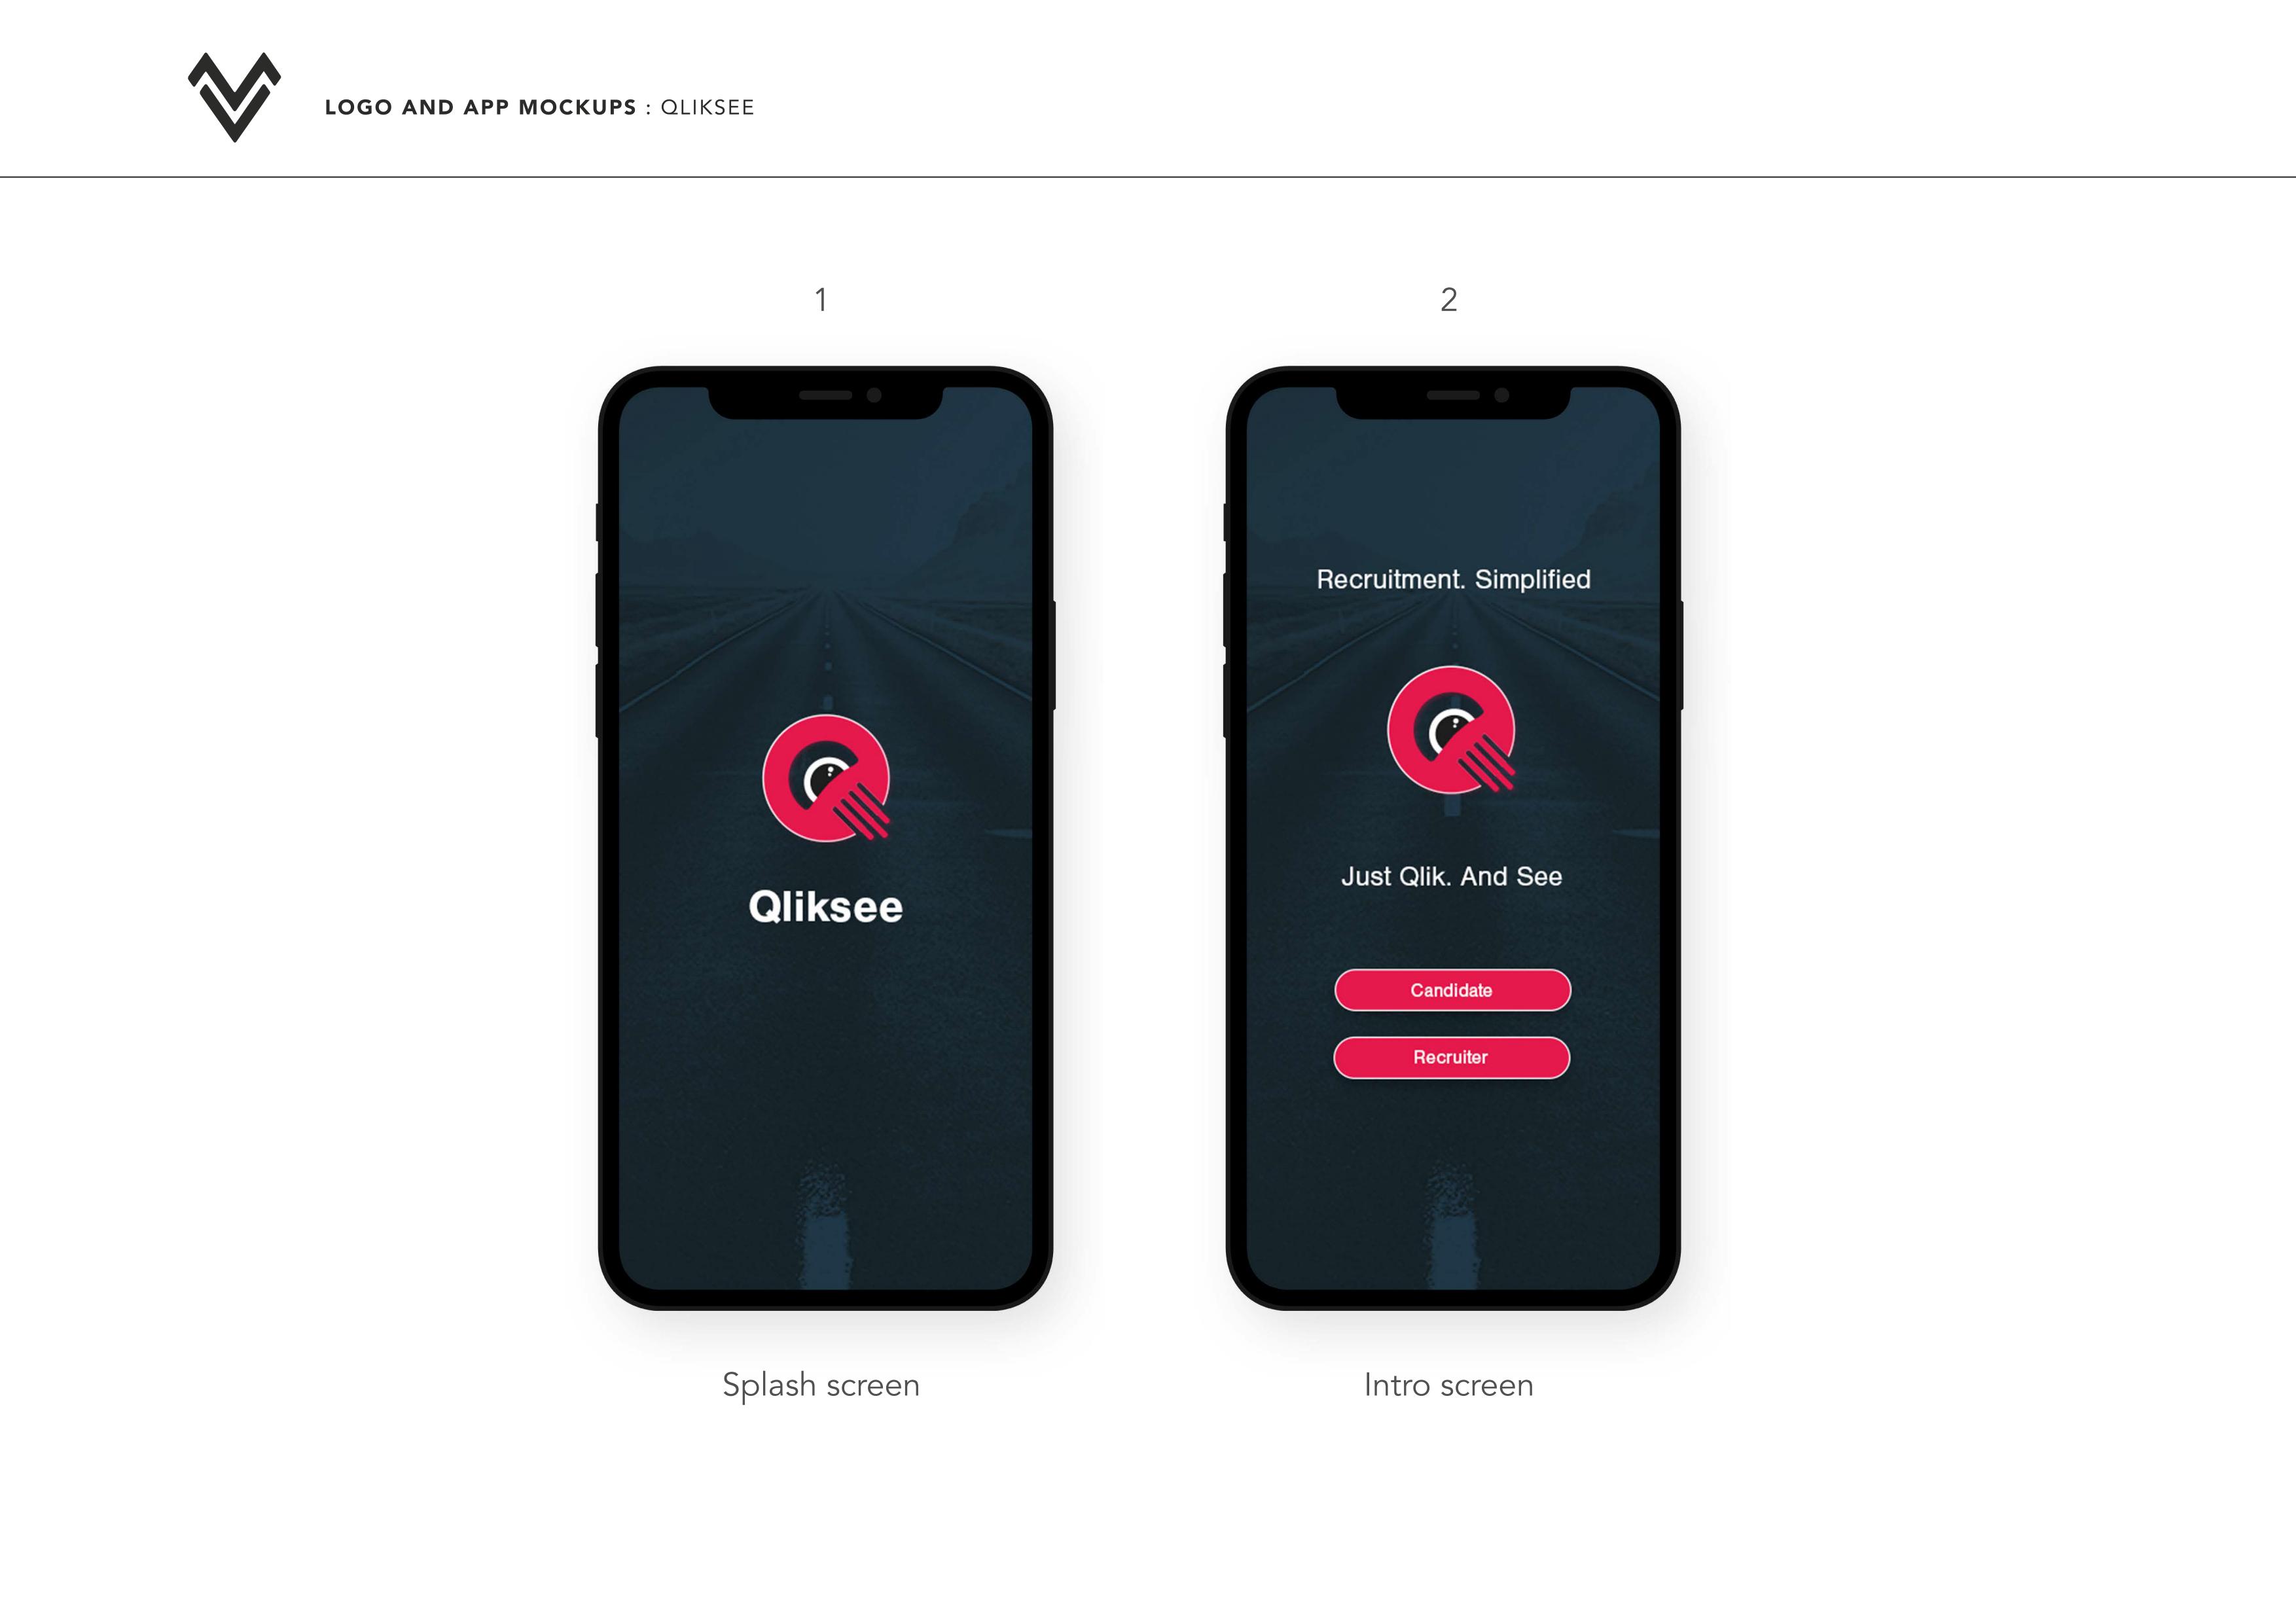 LOGO AND APP MOCKUPS : QLIKSEE
1
2
Qliksee
Recruitment. Simplified
Just Qlik. And See
Candidate
Recruiter
Splash screen
Intro screen